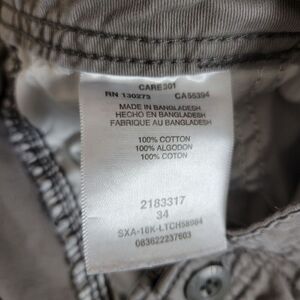 CARE301
RN 130273 CA55394
MADE IN BANGLADESH
HECHO EN BANGLADESH
FABRIQUE AU BANGLADESH
100% COTTON
100% ALGODON
100% COTON
2183317
34
SXA-16K-LTCH58984
083622237603